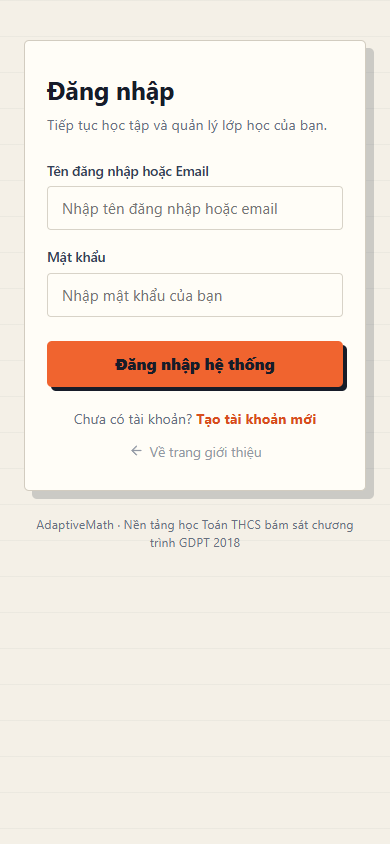 Đăng nhập
Tiếp tục học tập và quản lý lớp học của bạn.
Tên đăng nhập hoặc Email
Nhập tên đăng nhập hoặc email
Mật khẩu
Nhập mật khẩu của bạn
Đăng nhập hệ thống
Chưa có tài khoản? Tạo tài khoản mới
← Về trang giới thiệu
AdaptiveMath · Nền tảng học Toán THCS bám sát chương
trình GDPT 2018